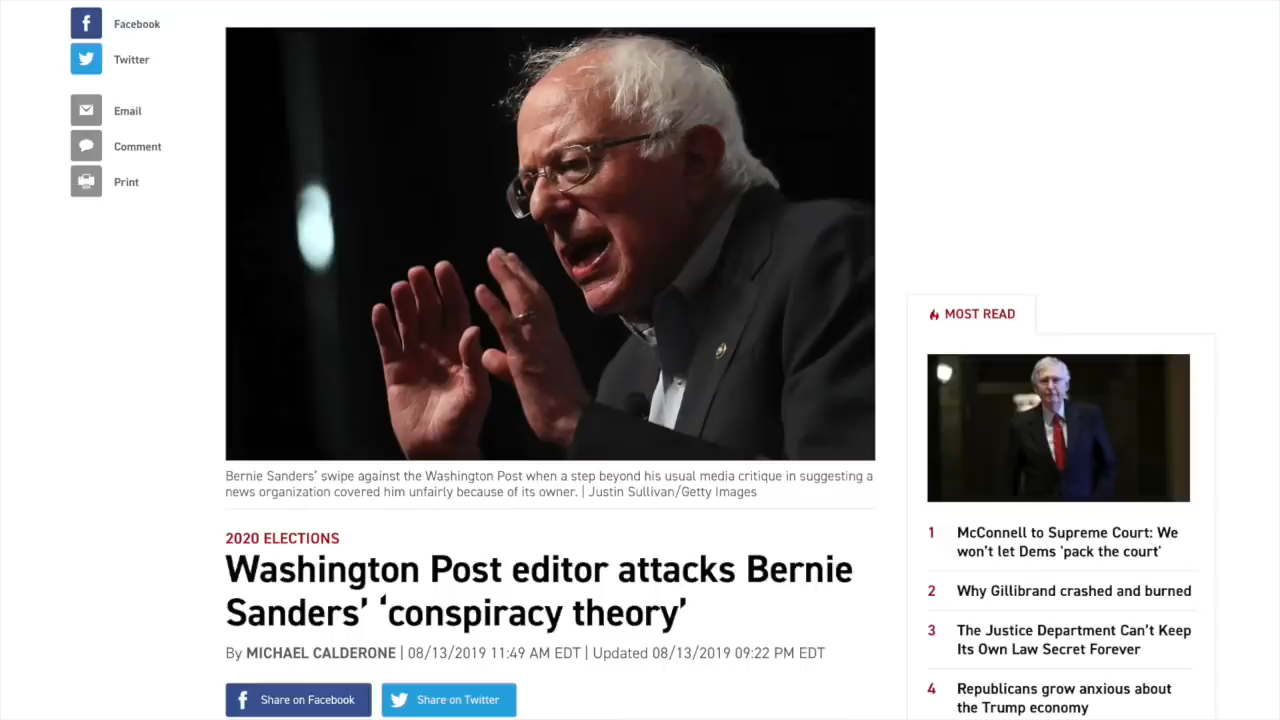 Facebook
Twitter
Email
Comment
Print
Bernie Sanders’ swipe against the Washington Post when a step beyond his usual media critique in suggesting a
news organization covered him unfairly because of its owner. | Justin Sullivan/Getty Images
2020 ELECTIONS
Washington Post editor attacks Bernie
Sanders’ ‘conspiracy theory’
By MICHAEL CALDERONE | 08/13/2019 11:49 AM EDT | Updated 08/13/2019 09:22 PM EDT
Share on Facebook
Share on Twitter
MOST READ
1 McConnell to Supreme Court: We
won’t let Dems 'pack the court'
2 Why Gillibrand crashed and burned
3 The Justice Department Can’t Keep
Its Own Law Secret Forever
4 Republicans grow anxious about
the Trump economy